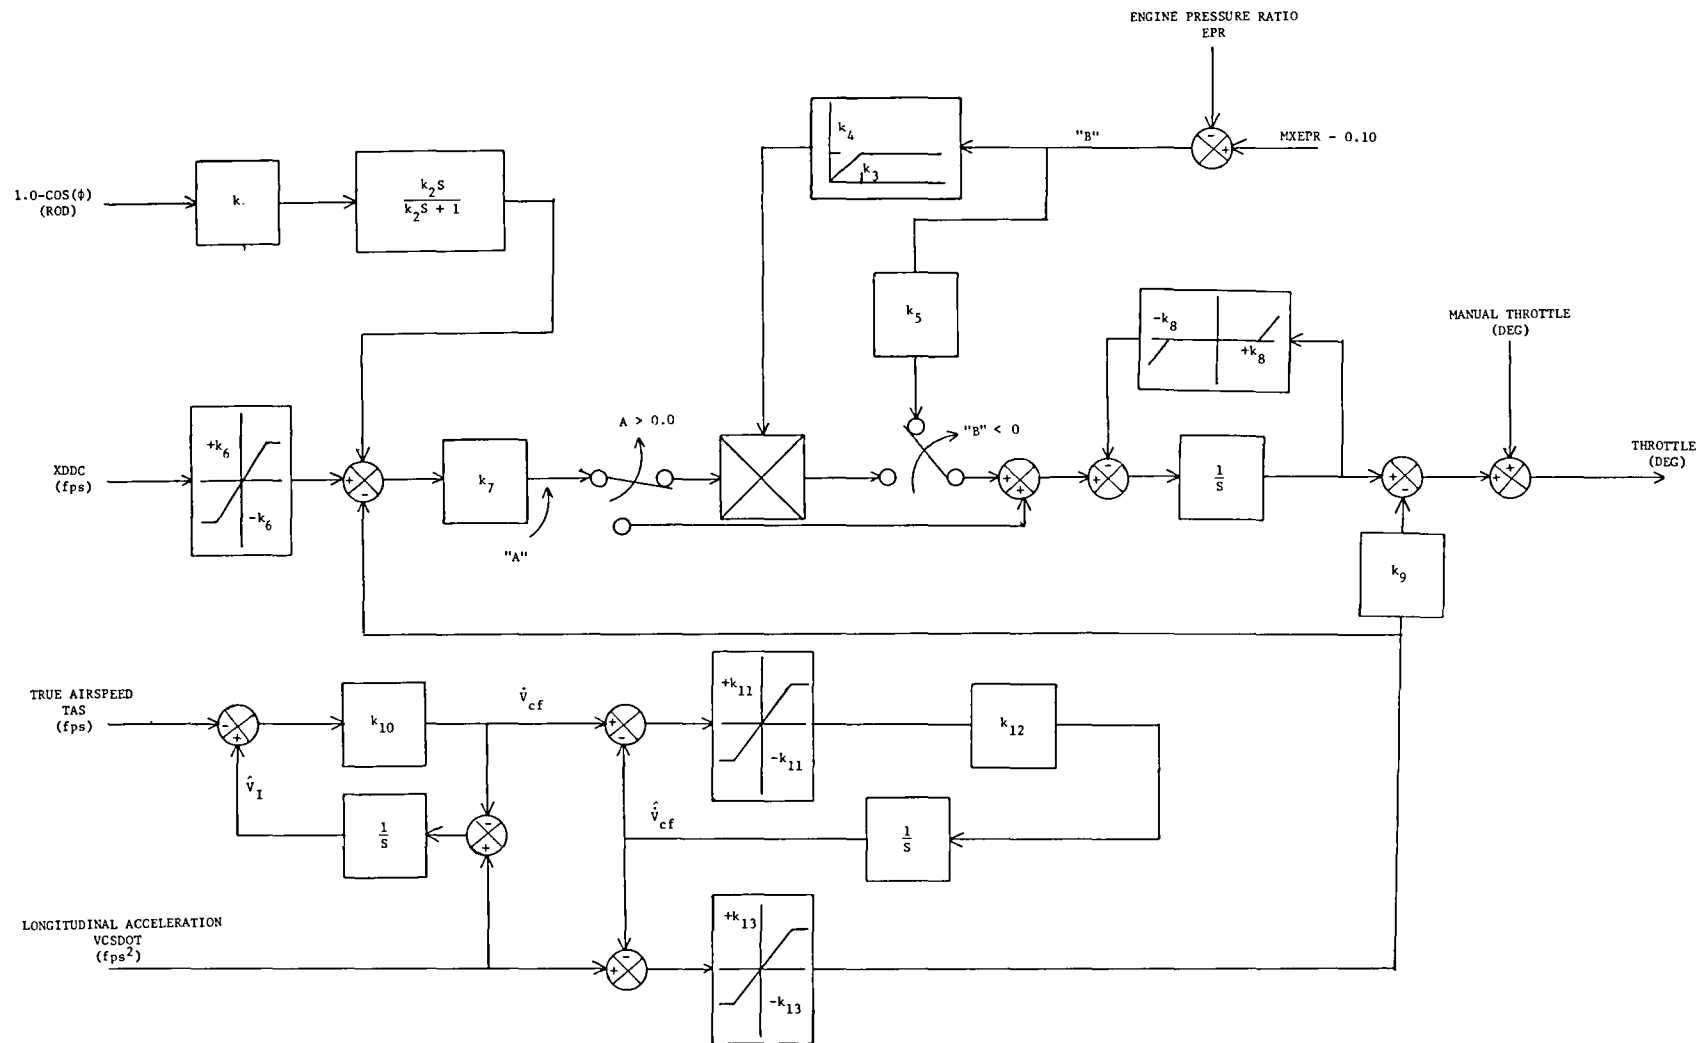 ENGINE PRESSURE RATIO
EPR
"B"
MXEPR - 0.10
k4
k3
1.0-COS(φ)
(ROD)
k.
k2S
k2S + 1
k5
-k8
+k8
MANUAL THROTTLE
(DEG)
A > 0.0
"B" < 0
XDDC
(fps)
+k6
-k6
k7
"A"
1
S
THROTTLE
(DEG)
k9
TRUE AIRSPEED
TAS
(fps)
k10
V̇cf
+k11
-k11
k12
V̂I
1
S
V̇̂cf
1
S
LONGITUDINAL ACCELERATION
VCSDOT
(fps²)
+k13
-k13
+
-
-
+
-
+
+
+
-
+
+
-
+
+
-
+
+
-
-
+
+
-